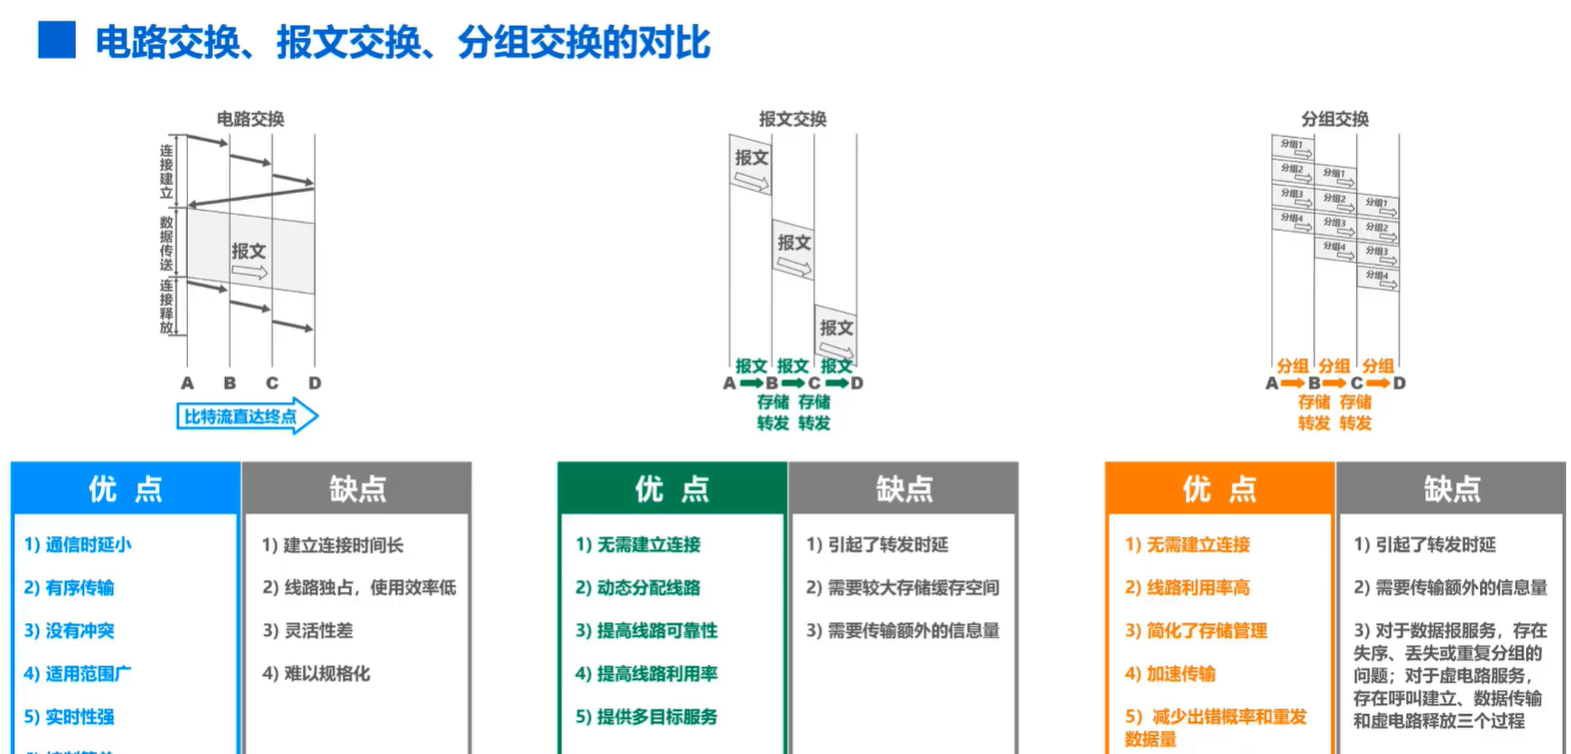 电路交换、报文交换、分组交换的对比
电路交换
连接建立
数据传送
连接释放
报文
A B C D
比特流直达终点
优 点
缺点
1) 通信时延小
2) 有序传输
3) 没有冲突
4) 适用范围广
5) 实时性强
1) 建立连接时间长
2) 线路独占，使用效率低
3) 灵活性差
4) 难以规格化
报文交换
报文
报文
报文
报文 报文 报文
A B C D
存储 存储
转发 转发
优 点
缺点
1) 无需建立连接
2) 动态分配线路
3) 提高线路可靠性
4) 提高线路利用率
5) 提供多目标服务
1) 引起了转发时延
2) 需要较大存储缓存空间
3) 需要传输额外的信息量
分组交换
分组1
分组2 分组1
分组3 分组2 分组1
分组4 分组3 分组2
分组4 分组3
分组4
分组 分组 分组
A B C D
存储 存储
转发 转发
优 点
缺点
1) 无需建立连接
2) 线路利用率高
3) 简化了存储管理
4) 加速传输
5) 减少出错概率和重发
数据量
1) 引起了转发时延
2) 需要传输额外的信息量
3) 对于数据报服务，存在
失序、丢失或重复分组的
问题；对于虚电路服务，
存在呼叫建立、数据传输
和虚电路释放三个过程